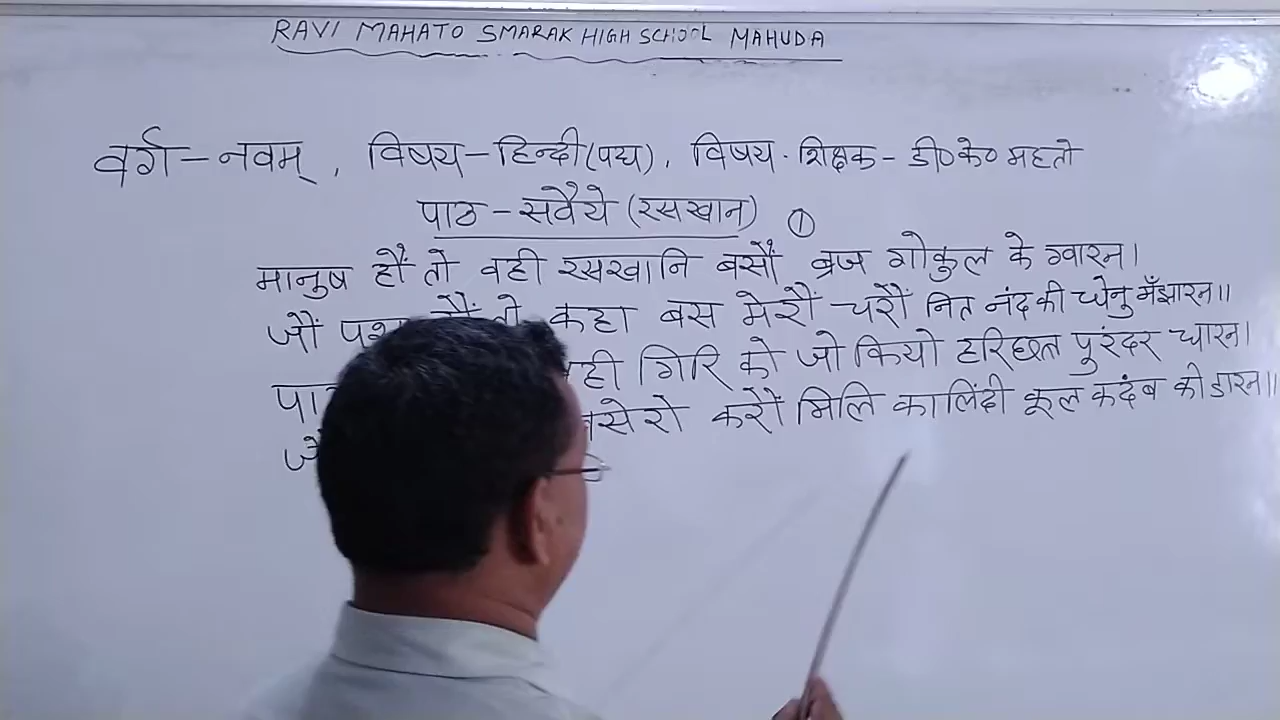 RAVI MAHATO SMARAK HIGH SCHOOL MAHUDA
वर्ग - नवम्, विषय - हिन्दी (पद्य), विषय. शिक्षक - डी० के० महतो
पाठ - सवैये (रसखान) ①
मानुष हौं तो वही रसखानि बसौं ब्रज गोकुल के ग्वारन।
जौं कहा बस मेरौं चरौं नित नंद की धेनु मँझारन॥
गिरि को जो कियो हरिछत्र पुरंदर धारन।
करौं मिलि कालिंदी कूल कदंब की डारन॥